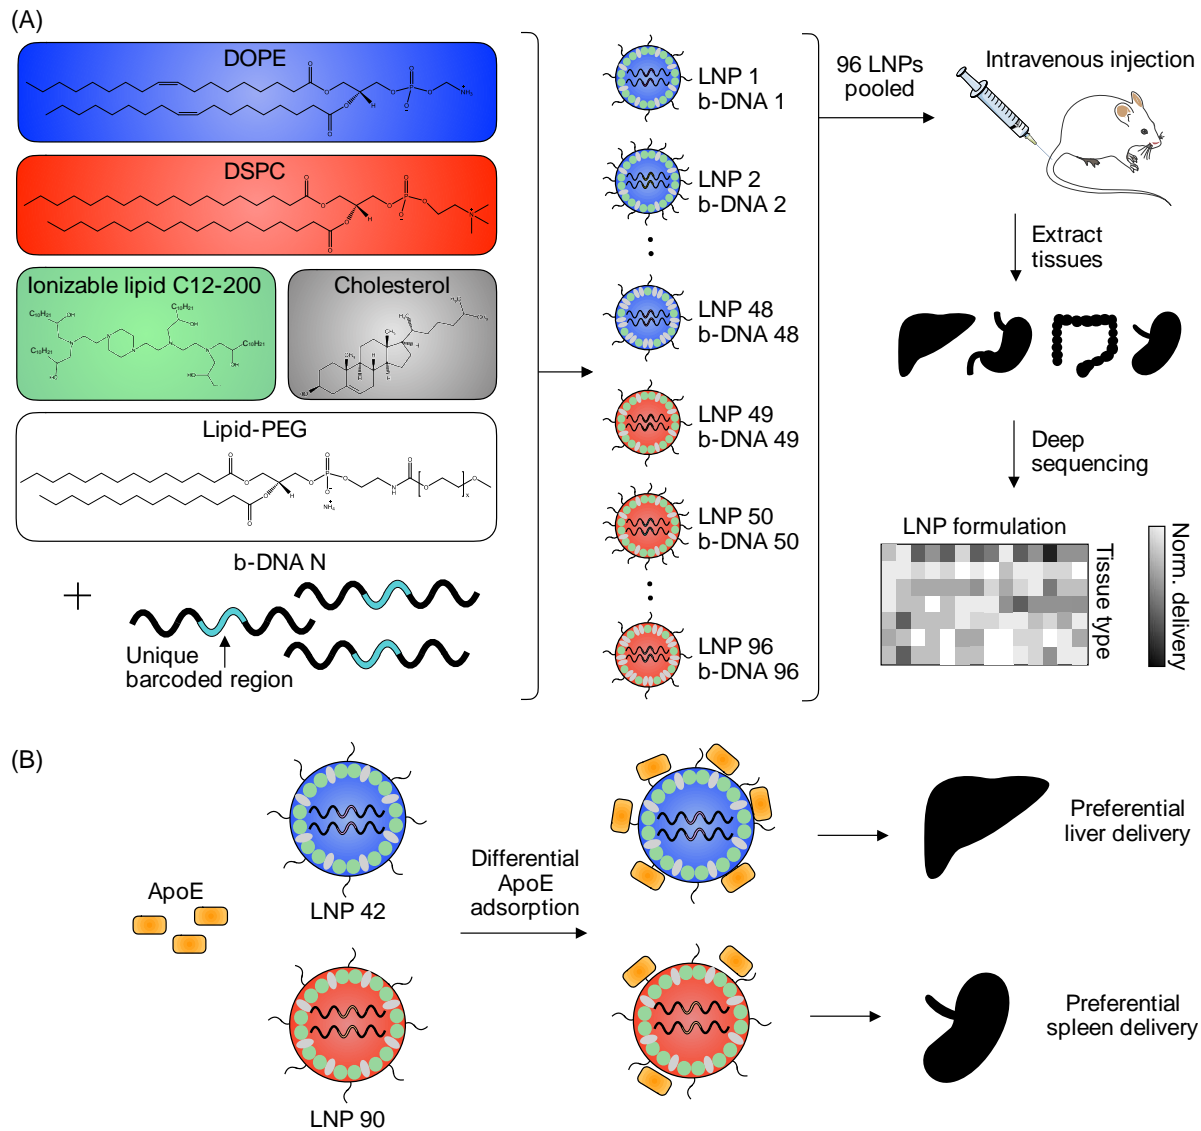 (A)
DOPE
DSPC
Ionizable lipid C12-200
Cholesterol
Lipid-PEG
b-DNA N
+
Unique
barcoded region
LNP 1
b-DNA 1
LNP 2
b-DNA 2
LNP 48
b-DNA 48
LNP 49
b-DNA 49
LNP 50
b-DNA 50
LNP 96
b-DNA 96
96 LNPs
pooled
Intravenous injection
Extract
tissues
Deep
sequencing
LNP formulation
Tissue type
Norm. delivery
(B)
ApoE
LNP 42
LNP 90
Differential
ApoE
adsorption
Preferential
liver delivery
Preferential
spleen delivery